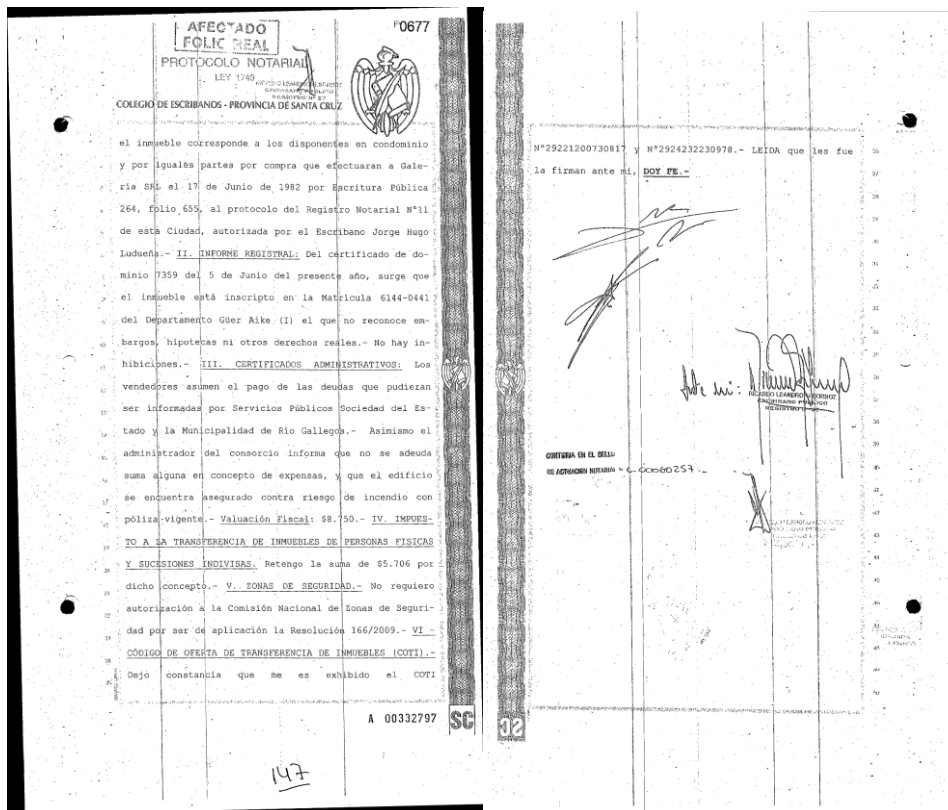 AFECTADO
FOLIO REAL
F0677
PROTOCOLO NOTARIAL
LEY 1749
COLEGIO DE ESCRIBANOS - PROVINCIA DE SANTA CRUZ
el inmueble corresponde a los disponentes en condominio
y por iguales partes por compra que efectuaran a Gale-
ría SRL el 17 de Junio de 1982 por Escritura Pública
264, folio 655, al protocolo del Registro Notarial N°11
de esta Ciudad, autorizada por el Escribano Jorge Hugo
Ludueña.- II. INFORME REGISTRAL: Del certificado de do-
minio 7359 del 5 de Junio del presente año, surge que
el inmueble está inscripto en la Matrícula 6144-0441
del Departamento Güer Aike (I) el que no reconoce em-
bargos, hipotecas ni otros derechos reales.- No hay in-
hibiciones.- III. CERTIFICADOS ADMINISTRATIVOS: Los
vendedores asumen el pago de las deudas que pudieran
ser informadas por Servicios Públicos Sociedad del Es-
tado y la Municipalidad de Río Gallegos.- Asimismo el
administrador del consorcio informa que no se adeuda
suma alguna en concepto de expensas, y que el edificio
se encuentra asegurado contra riesgo de incendio con
póliza vigente.- Valuación Fiscal: $8.750.- IV. IMPUES-
TO A LA TRANSFERENCIA DE INMUEBLES DE PERSONAS FISICAS
Y SUCESIONES INDIVISAS. Retengo la suma de $5.706 por
dicho concepto.- V. ZONAS DE SEGURIDAD.- No requiero
autorización a la Comisión Nacional de Zonas de Seguri-
dad por ser de aplicación la Resolución 166/2009.- VI -
CÓDIGO DE OFERTA DE TRANSFERENCIA DE INMUEBLES (COTI).-
Dejo constancia que me es exhibido el COTI
A 00332797
SC
147
N°29221200730817 y N°2924232230978.- LEIDA que les fue
la firman ante mí, DOY FE.-
Ante mi:
ESCRIBANO PÚBLICO
CONTINUA EN EL SELLO
DE ACTUACION NOTARIAL